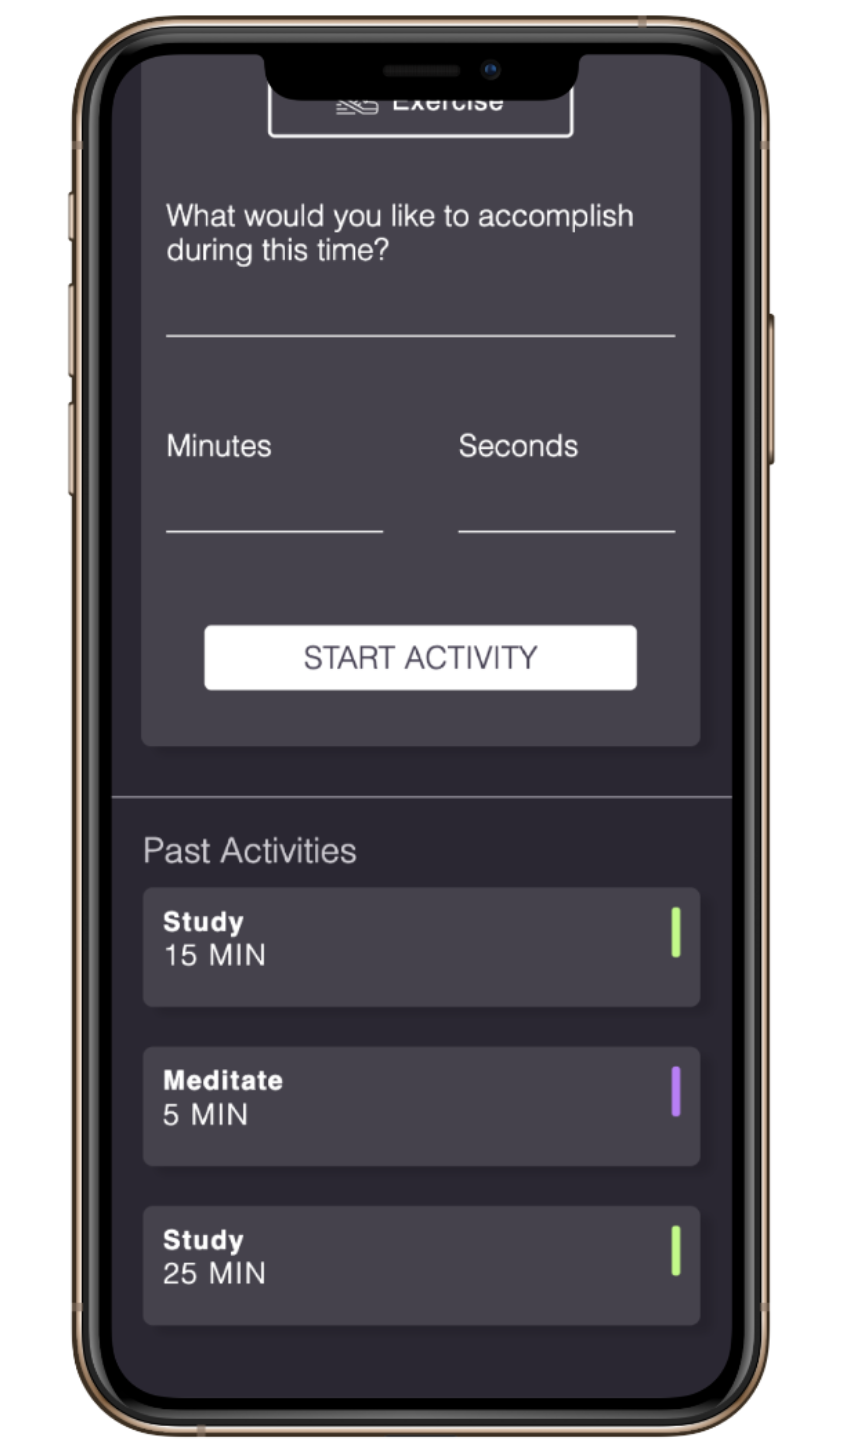 Exercise
What would you like to accomplish
during this time?
Minutes
Seconds
START ACTIVITY
Past Activities
Study
15 MIN
Meditate
5 MIN
Study
25 MIN